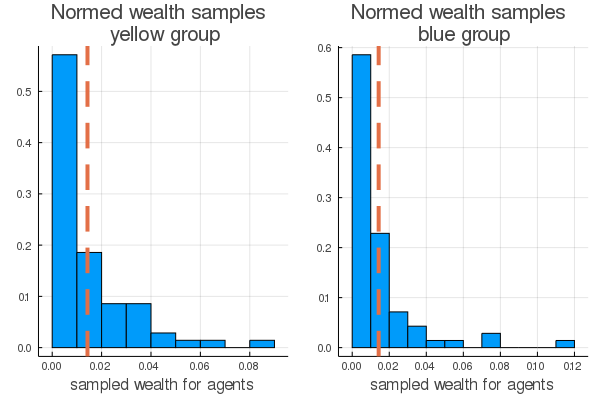 Normed wealth samples
yellow group
0.5
0.4
0.3
0.2
0.1
0.0
0.00 0.02 0.04 0.06 0.08
sampled wealth for agents
Normed wealth samples
blue group
0.6
0.5
0.4
0.3
0.2
0.1
0.0
0.00 0.02 0.04 0.06 0.08 0.10 0.12
sampled wealth for agents